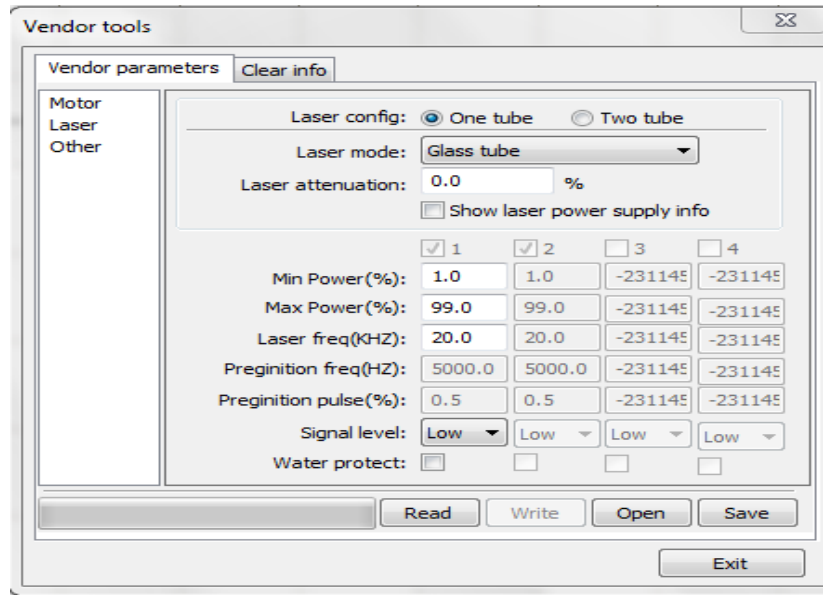 Vendor tools
Vendor parameters Clear info
Motor
Laser
Other
Laser config: One tube Two tube
Laser mode: Glass tube
Laser attenuation: 0.0 %
Show laser power supply info
1 2 3 4
Min Power(%): 1.0 1.0 -231145 -231145
Max Power(%): 99.0 99.0 -231145 -231145
Laser freq(KHZ): 20.0 20.0 -231145 -231145
Preginition freq(HZ): 5000.0 5000.0 -231145 -231145
Preginition pulse(%): 0.5 0.5 -231145 -231145
Signal level: Low Low Low Low
Water protect:
Read Write Open Save
Exit